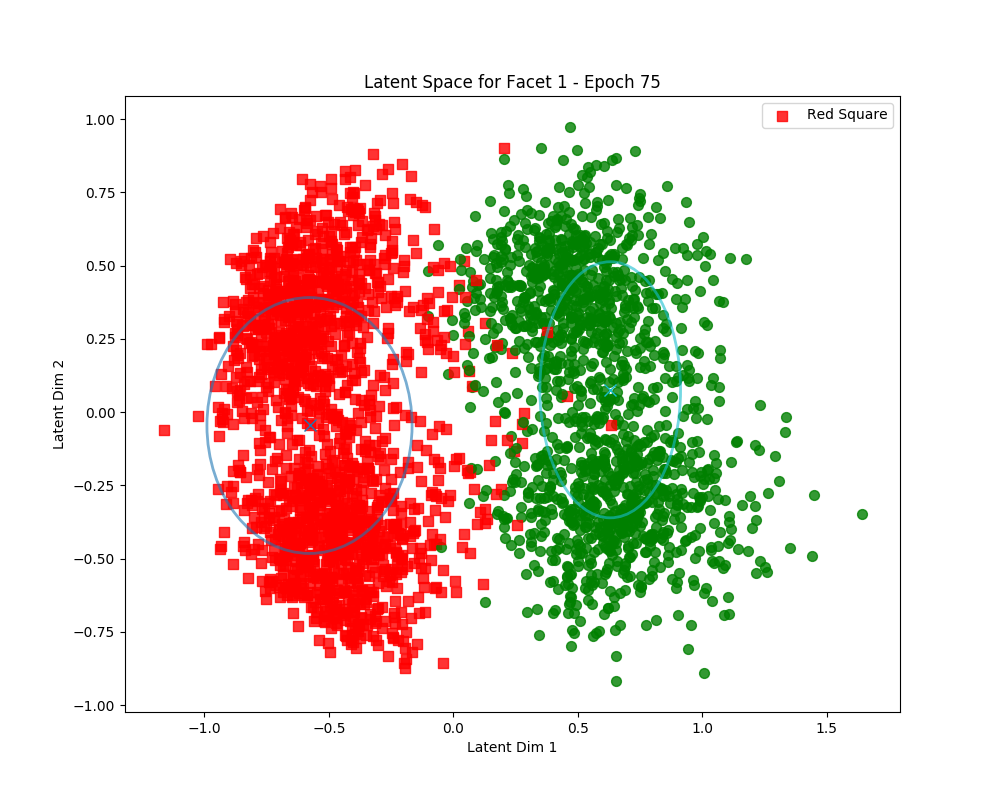 Latent Space for Facet 1 - Epoch 75
Red Square
1.00
0.75
0.50
0.25
0.00
−0.25
−0.50
−0.75
−1.00
Latent Dim 2
−1.0 −0.5 0.0 0.5 1.0 1.5
Latent Dim 1